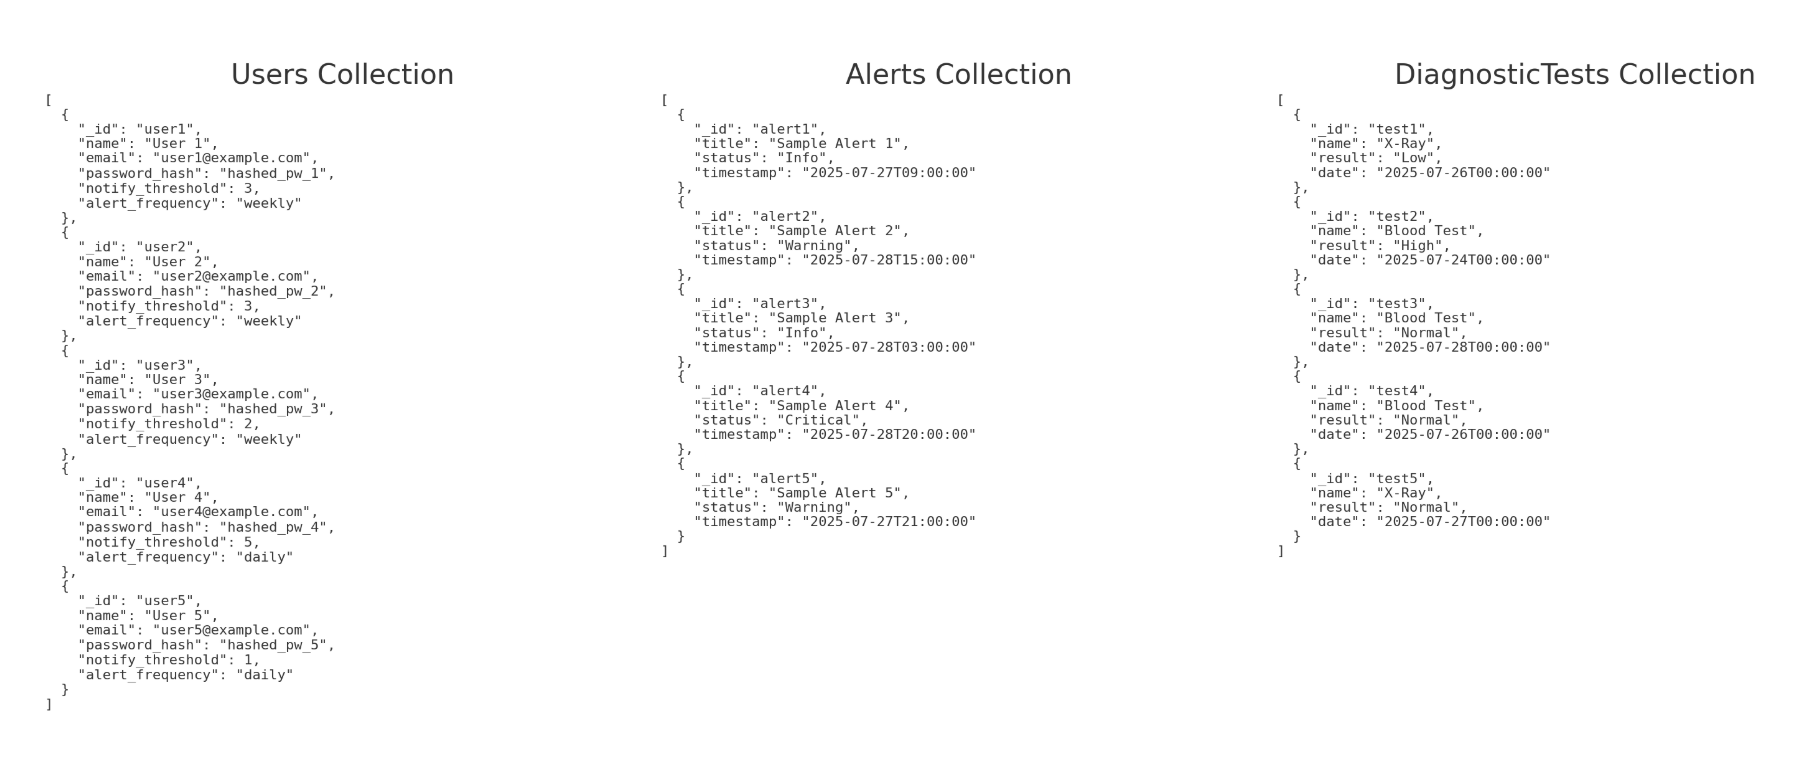 Users Collection
[
  {
    "_id": "user1",
    "name": "User 1",
    "email": "user1@example.com",
    "password_hash": "hashed_pw_1",
    "notify_threshold": 3,
    "alert_frequency": "weekly"
  },
  {
    "_id": "user2",
    "name": "User 2",
    "email": "user2@example.com",
    "password_hash": "hashed_pw_2",
    "notify_threshold": 3,
    "alert_frequency": "weekly"
  },
  {
    "_id": "user3",
    "name": "User 3",
    "email": "user3@example.com",
    "password_hash": "hashed_pw_3",
    "notify_threshold": 2,
    "alert_frequency": "weekly"
  },
  {
    "_id": "user4",
    "name": "User 4",
    "email": "user4@example.com",
    "password_hash": "hashed_pw_4",
    "notify_threshold": 5,
    "alert_frequency": "daily"
  },
  {
    "_id": "user5",
    "name": "User 5",
    "email": "user5@example.com",
    "password_hash": "hashed_pw_5",
    "notify_threshold": 1,
    "alert_frequency": "daily"
  }
]
Alerts Collection
[
  {
    "_id": "alert1",
    "title": "Sample Alert 1",
    "status": "Info",
    "timestamp": "2025-07-27T09:00:00"
  },
  {
    "_id": "alert2",
    "title": "Sample Alert 2",
    "status": "Warning",
    "timestamp": "2025-07-28T15:00:00"
  },
  {
    "_id": "alert3",
    "title": "Sample Alert 3",
    "status": "Info",
    "timestamp": "2025-07-28T03:00:00"
  },
  {
    "_id": "alert4",
    "title": "Sample Alert 4",
    "status": "Critical",
    "timestamp": "2025-07-28T20:00:00"
  },
  {
    "_id": "alert5",
    "title": "Sample Alert 5",
    "status": "Warning",
    "timestamp": "2025-07-27T21:00:00"
  }
]
DiagnosticTests Collection
[
  {
    "_id": "test1",
    "name": "X-Ray",
    "result": "Low",
    "date": "2025-07-26T00:00:00"
  },
  {
    "_id": "test2",
    "name": "Blood Test",
    "result": "High",
    "date": "2025-07-24T00:00:00"
  },
  {
    "_id": "test3",
    "name": "Blood Test",
    "result": "Normal",
    "date": "2025-07-28T00:00:00"
  },
  {
    "_id": "test4",
    "name": "Blood Test",
    "result": "Normal",
    "date": "2025-07-26T00:00:00"
  },
  {
    "_id": "test5",
    "name": "X-Ray",
    "result": "Normal",
    "date": "2025-07-27T00:00:00"
  }
]